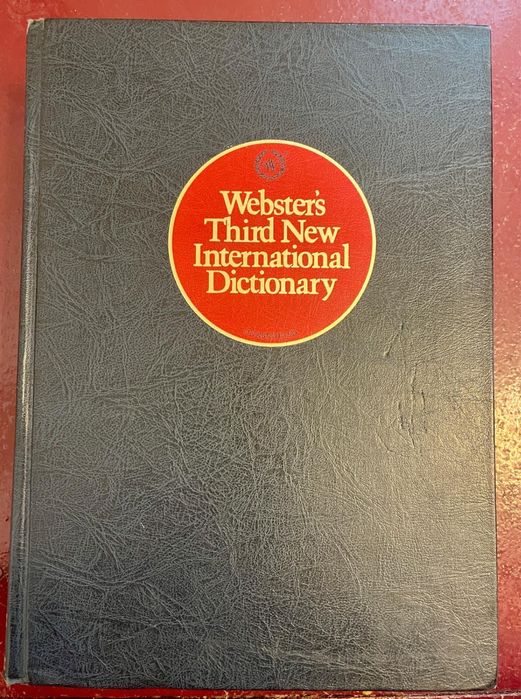 Webster's
Third New
International
Dictionary